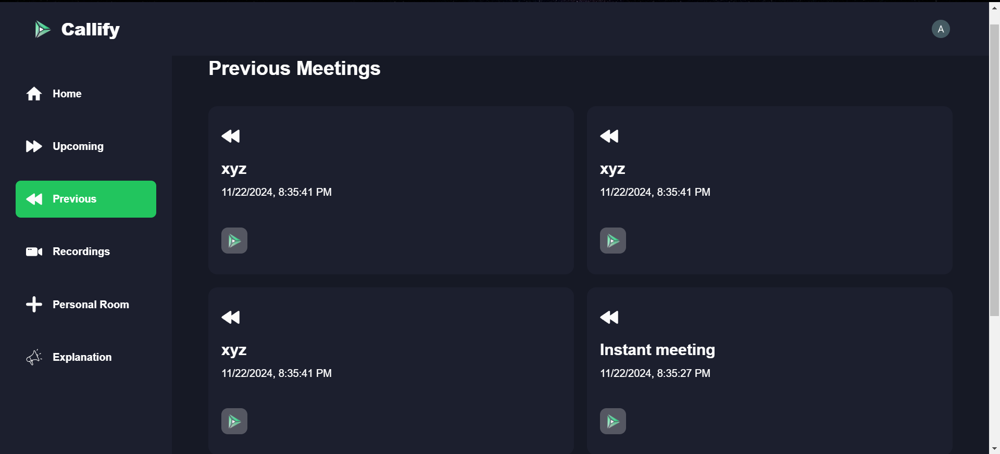 Callify
A
Home
Upcoming
Previous
Recordings
Personal Room
Explanation
Previous Meetings
xyz
11/22/2024, 8:35:41 PM
xyz
11/22/2024, 8:35:41 PM
xyz
11/22/2024, 8:35:41 PM
Instant meeting
11/22/2024, 8:35:27 PM